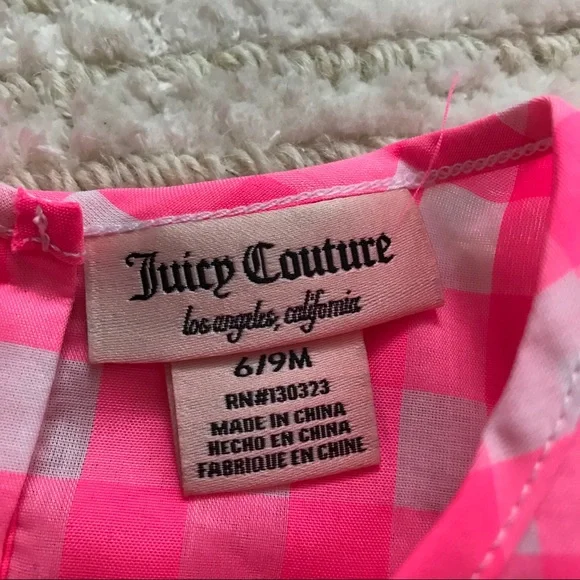 Juicy Couture
los angeles, california
6/9M
RN#130323
MADE IN CHINA
HECHO EN CHINA
FABRIQUE EN CHINE